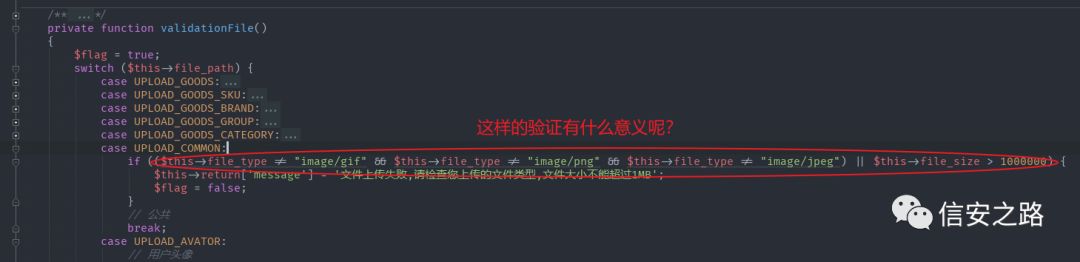 /** ...*/
private function validationFile()
{
$flag = true;
switch ($this→file_path) {
case UPLOAD_GOODS:...
case UPLOAD_GOODS_SKU:...
case UPLOAD_GOODS_BRAND:...
case UPLOAD_GOODS_GROUP:...
case UPLOAD_GOODS_CATEGORY:...
这样的验证有什么意义呢?
case UPLOAD_COMMON:
if (($this→file_type ≠ "image/gif" && $this→file_type ≠ "image/png" && $this→file_type ≠ "image/jpeg") || $this→file_size > 1000000) {
$this→return['message'] = '文件上传失败,请检查您上传的文件类型,文件大小不能超过1MB';
$flag = false;
}
// 公共
break;
case UPLOAD_AVATOR:
// 用户头像
信安之路